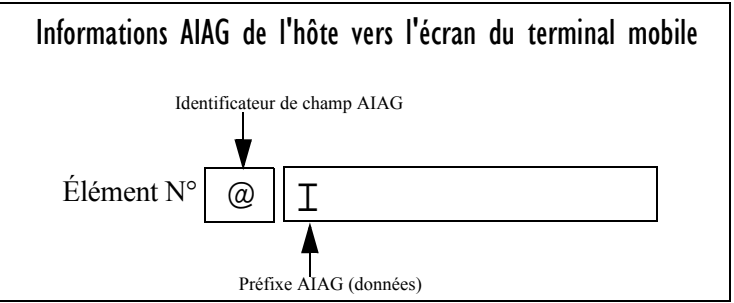 Informations AIAG de l'hôte vers l'écran du terminal mobile
Identificateur de champ AIAG
Élément N° @ I
Préfixe AIAG (données)